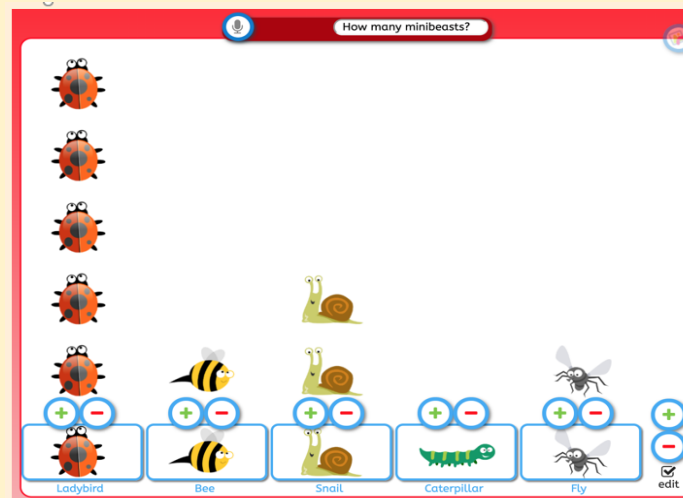 How many minibeasts?
Ladybird
Bee
Snail
Caterpillar
Fly
edit